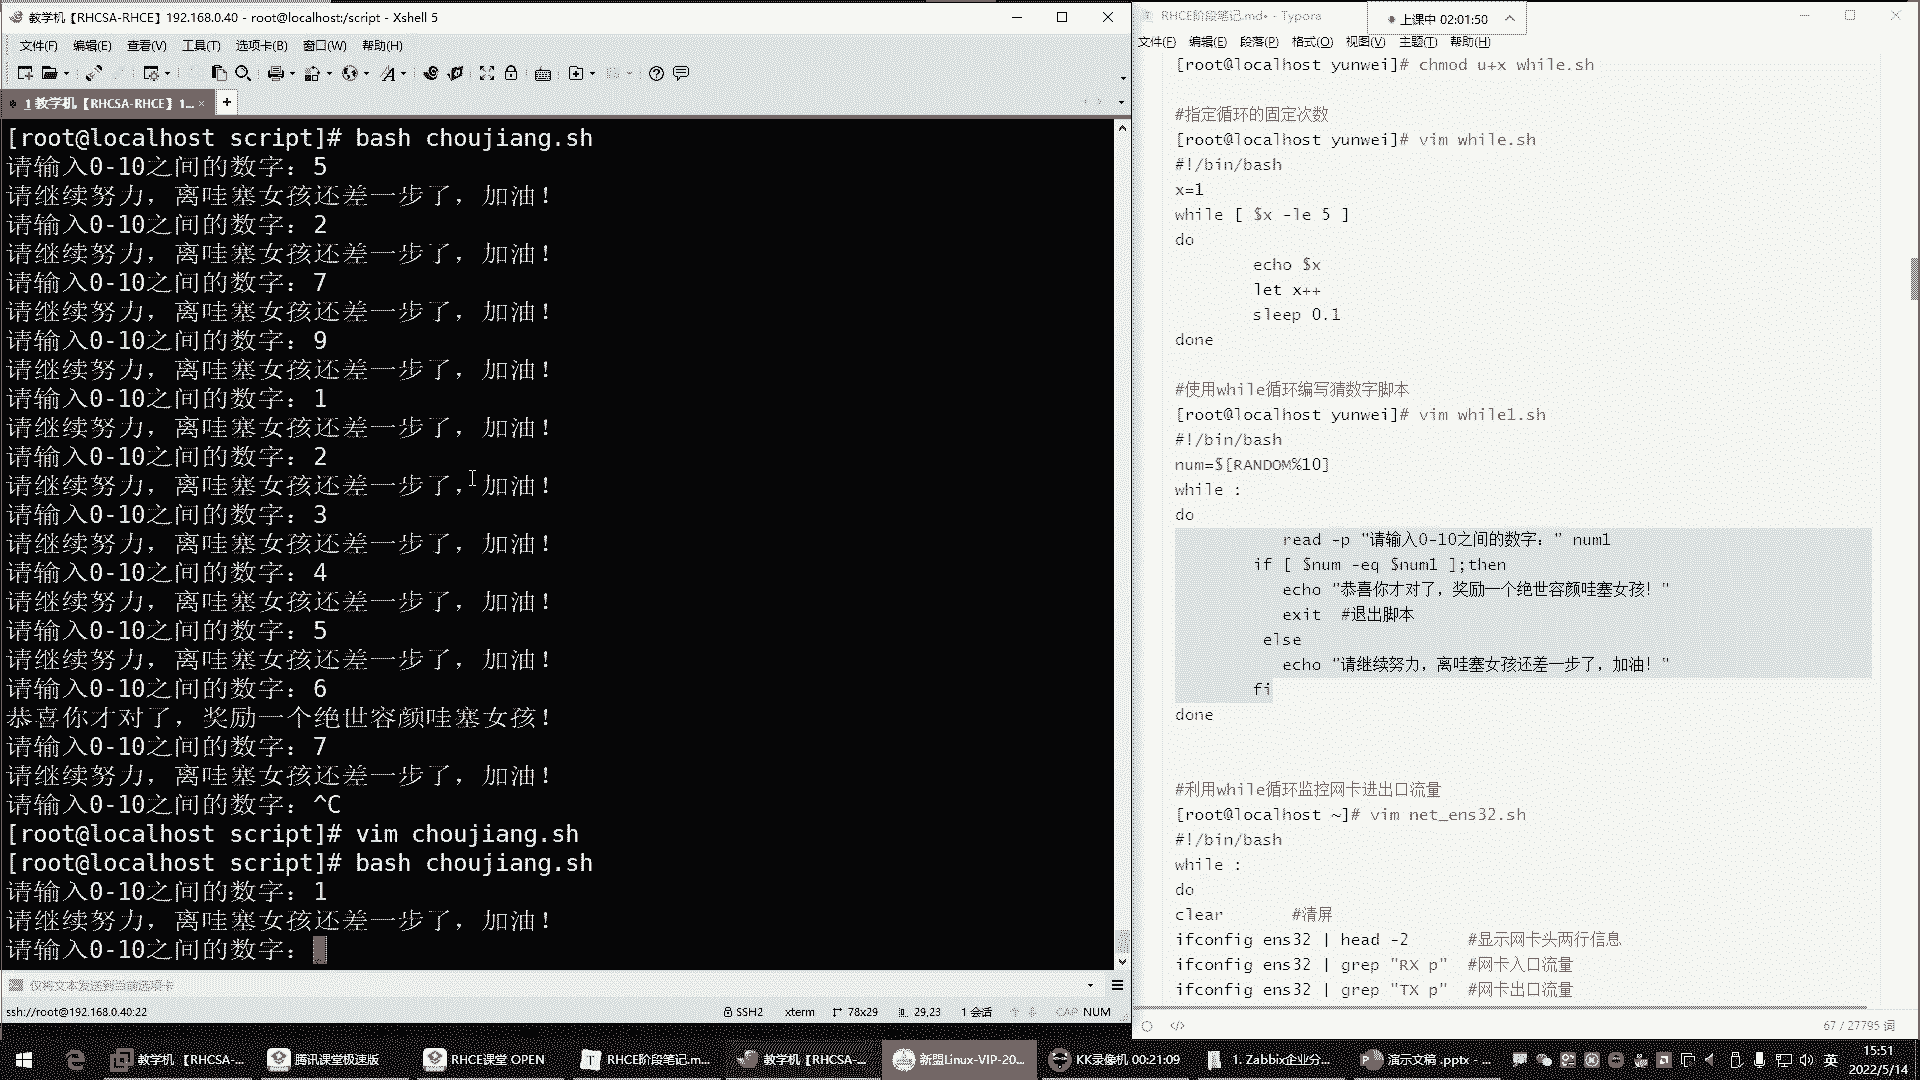 教学机【RHCSA-RHCE】192.168.0.40 - root@localhost:/script - Xshell 5
文件(F) 编辑(E) 查看(V) 工具(T) 选项卡(B) 窗口(W) 帮助(H)
1 教学机【RHCSA-RHCE】1... × +
[root@localhost script]# bash choujiang.sh
请输入0-10之间的数字：5
请继续努力，离哇塞女孩还差一步了，加油！
请输入0-10之间的数字：2
请继续努力，离哇塞女孩还差一步了，加油！
请输入0-10之间的数字：7
请继续努力，离哇塞女孩还差一步了，加油！
请输入0-10之间的数字：9
请继续努力，离哇塞女孩还差一步了，加油！
请输入0-10之间的数字：1
请继续努力，离哇塞女孩还差一步了，加油！
请输入0-10之间的数字：2
请继续努力，离哇塞女孩还差一步了，加油！
请输入0-10之间的数字：3
请继续努力，离哇塞女孩还差一步了，加油！
请输入0-10之间的数字：4
请继续努力，离哇塞女孩还差一步了，加油！
请输入0-10之间的数字：5
请继续努力，离哇塞女孩还差一步了，加油！
请输入0-10之间的数字：6
恭喜你才对了，奖励一个绝世容颜哇塞女孩！
请输入0-10之间的数字：7
请继续努力，离哇塞女孩还差一步了，加油！
请输入0-10之间的数字：^C
[root@localhost script]# vim choujiang.sh
[root@localhost script]# bash choujiang.sh
请输入0-10之间的数字：1
请继续努力，离哇塞女孩还差一步了，加油！
请输入0-10之间的数字：
仅将文本发送到当前选项卡
ssh://root@192.168.0.40:22 SSH2 xterm 78x29 29,23 1 会话 CAP NUM
RHCE阶段笔记.md• - Typora
上课中 02:01:50
文件(F) 编辑(E) 段落(P) 格式(O) 视图(V) 主题(T) 帮助(H)
[root@localhost yunwei]# chmod u+x while.sh
#指定循环的固定次数
[root@localhost yunwei]# vim while.sh
#!/bin/bash
x=1
while [ $x -le 5 ]
do
echo $x
let x++
sleep 0.1
done
#使用while循环编写猜数字脚本
[root@localhost yunwei]# vim while1.sh
#!/bin/bash
num=$[RANDOM%10]
while :
do
read -p "请输入0-10之间的数字：" num1
if [ $num -eq $num1 ];then
echo "恭喜你才对了，奖励一个绝世容颜哇塞女孩！"
exit #退出脚本
else
echo "请继续努力，离哇塞女孩还差一步了，加油！"
fi
done
#利用while循环监控网卡进出口流量
[root@localhost ~]# vim net_ens32.sh
#!/bin/bash
while :
do
clear #清屏
ifconfig ens32 | head -2 #显示网卡头两行信息
ifconfig ens32 | grep "RX p" #网卡入口流量
ifconfig ens32 | grep "TX p" #网卡出口流量
67 / 27795 词
教学机【RHCSA-... 腾讯课堂极速版 RHCE课堂 OPEN RHCE阶段笔记.m... 教学机【RHCSA-... 新盟Linux-VIP-20... KK录像机 00:21:09 1. Zabbix企业分... 演示文稿 .pptx - ... 英
15:51
2022/5/14